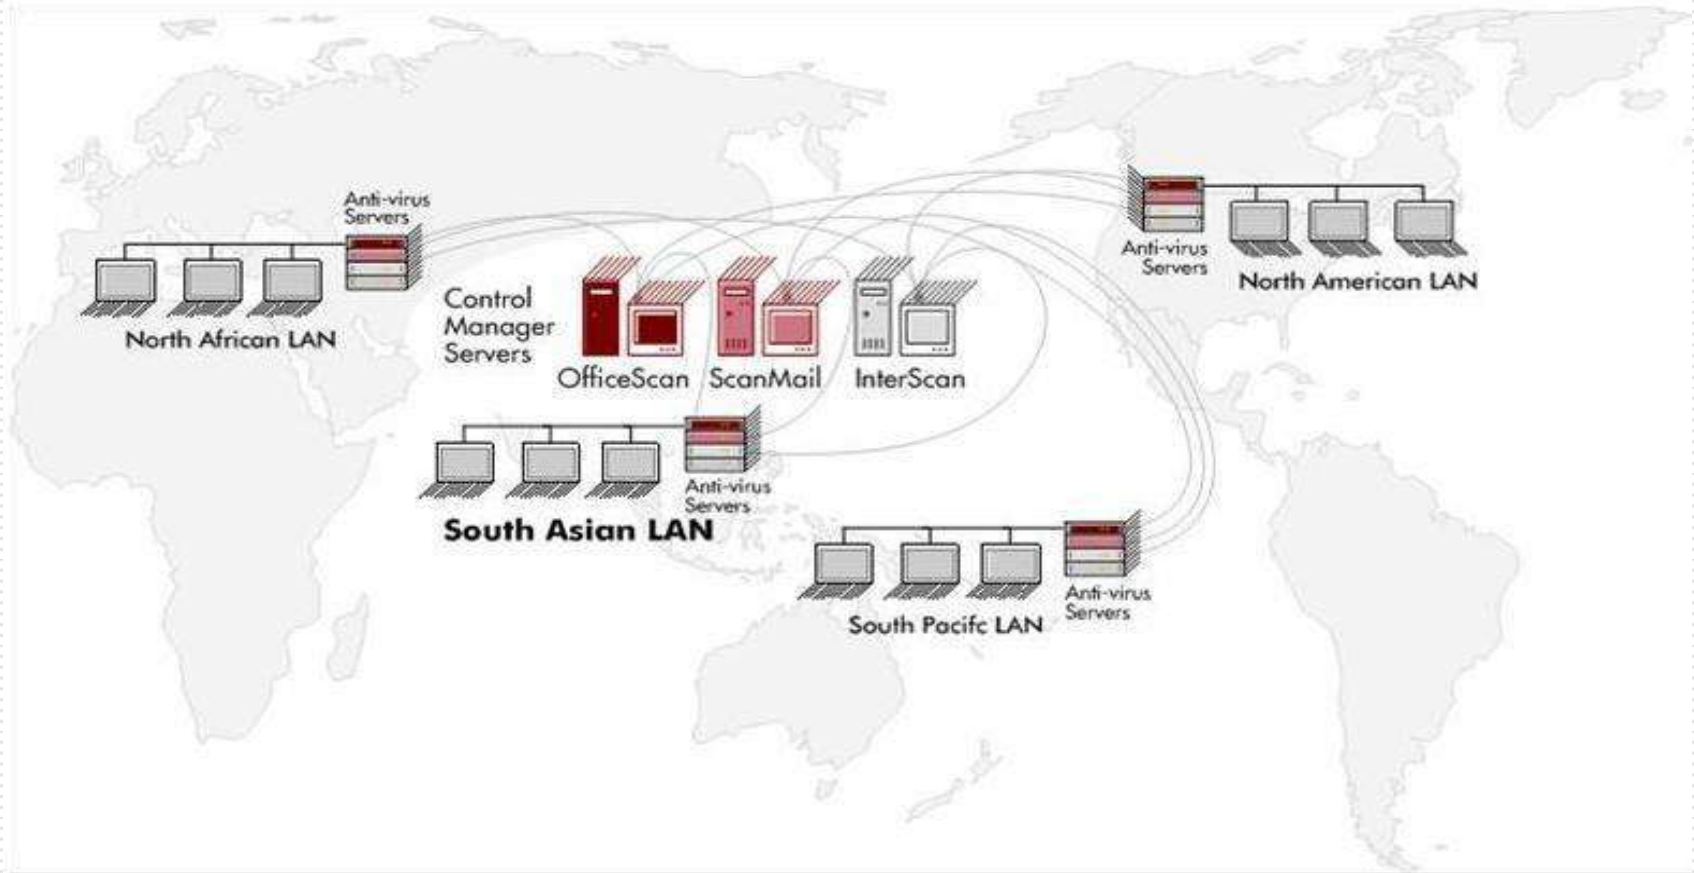 Anti-virus
Servers
North African LAN
Control
Manager
Servers
OfficeScan
ScanMail
InterScan
Anti-virus
Servers
North American LAN
Anti-virus
Servers
South Asian LAN
Anti-virus
Servers
South Pacifc LAN